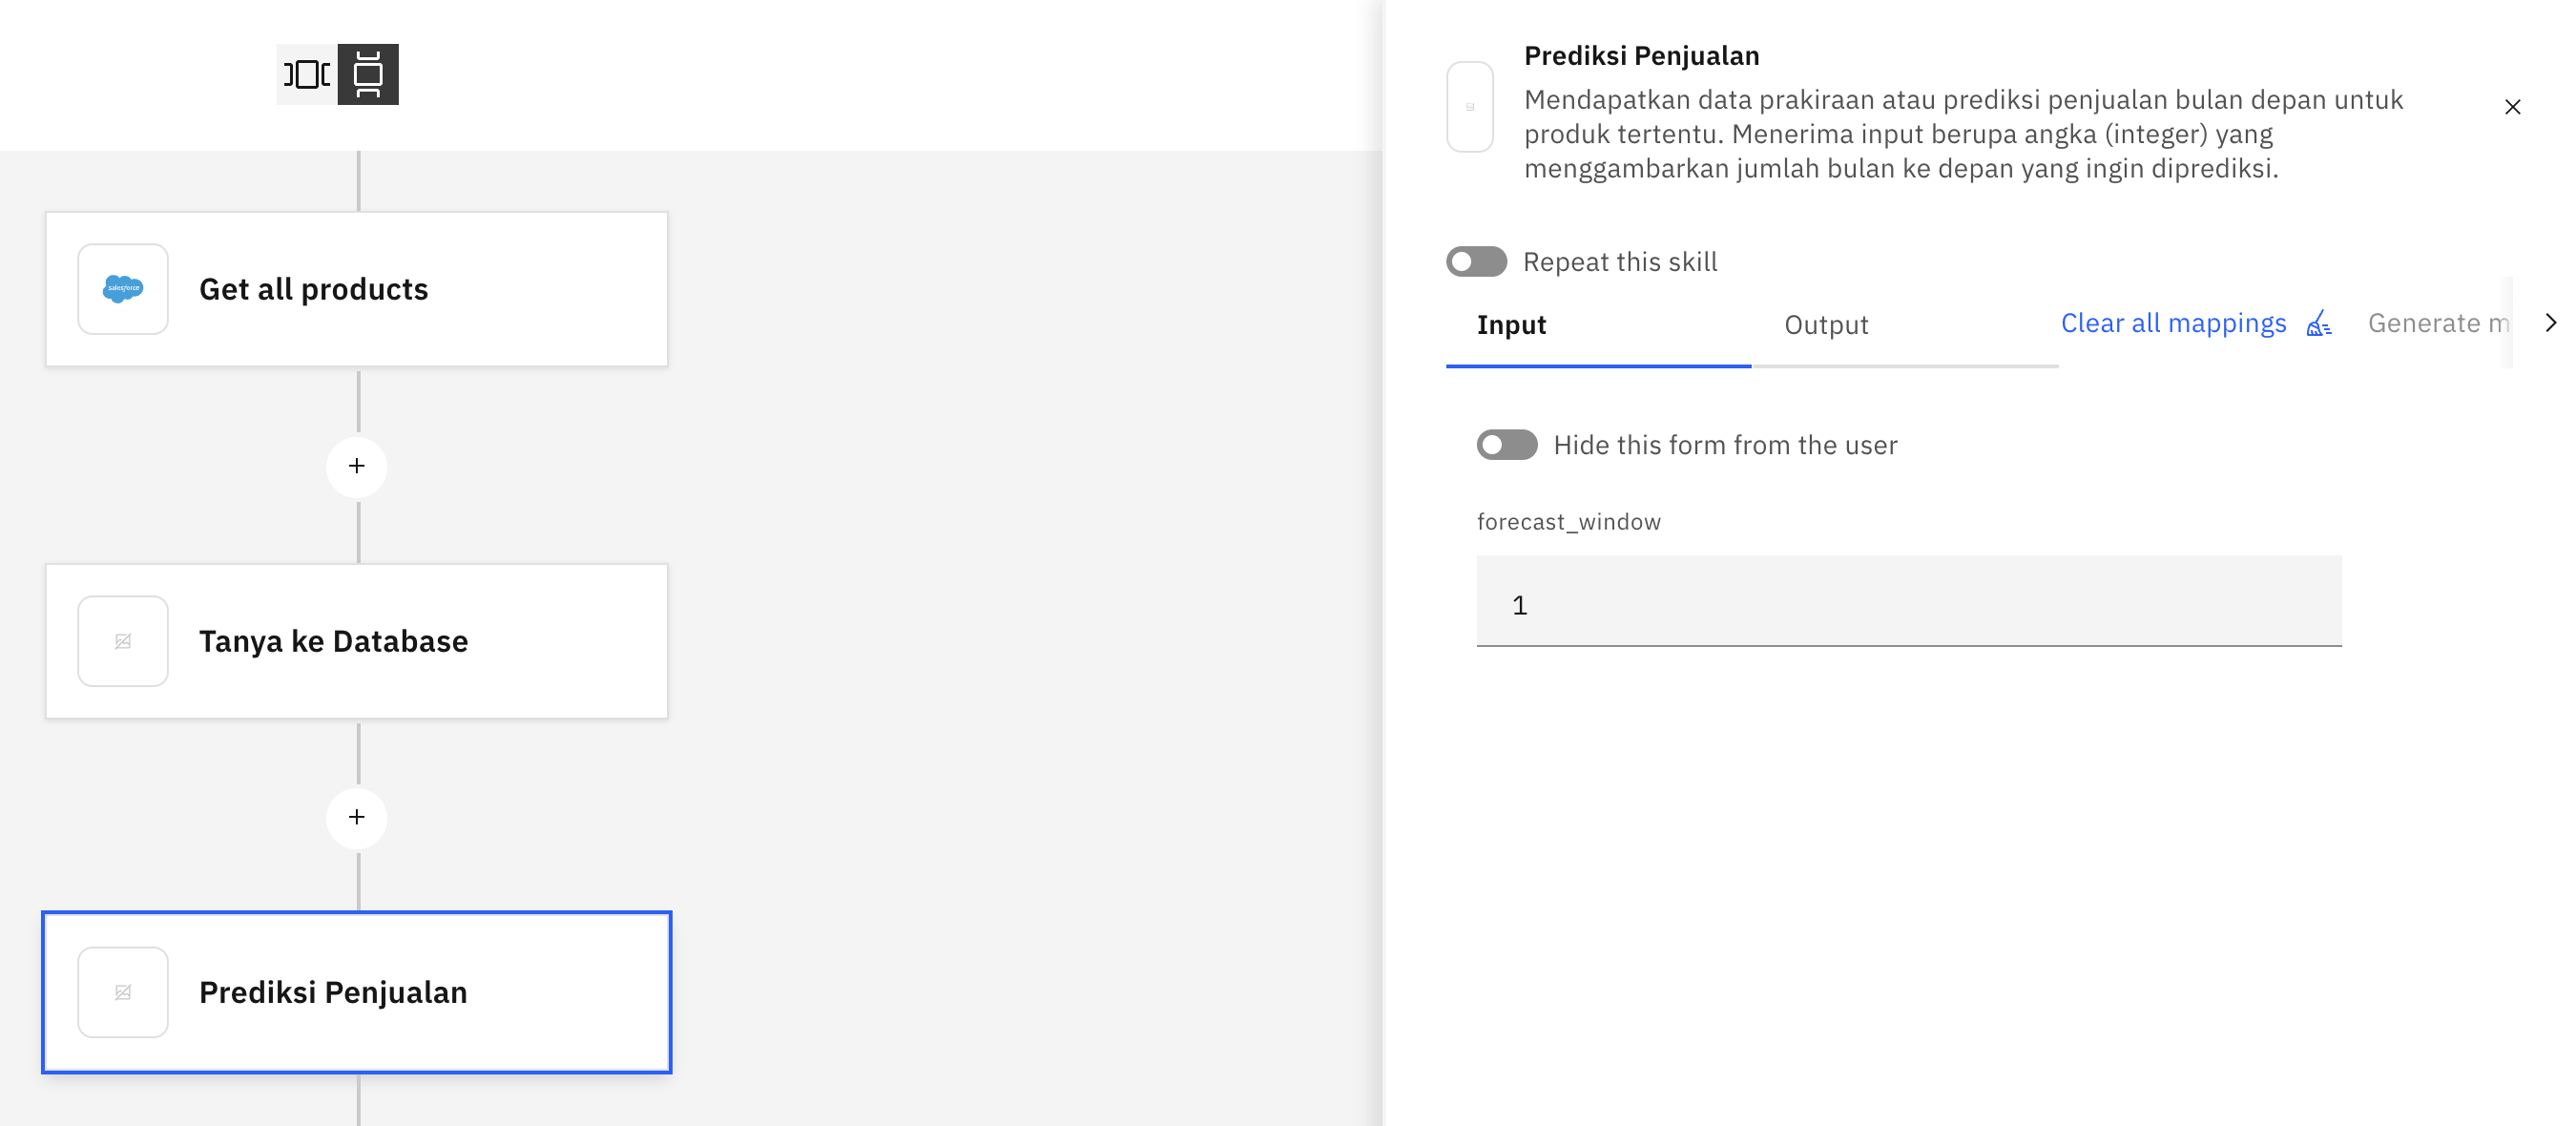 Prediksi Penjualan
Mendapatkan data prakiraan atau prediksi penjualan bulan depan untuk
produk tertentu. Menerima input berupa angka (integer) yang
menggambarkan jumlah bulan ke depan yang ingin diprediksi.
Repeat this skill
Input
Output
Clear all mappings
Generate m
Hide this form from the user
forecast_window
1
salesforce
Get all products
Tanya ke Database
Prediksi Penjualan